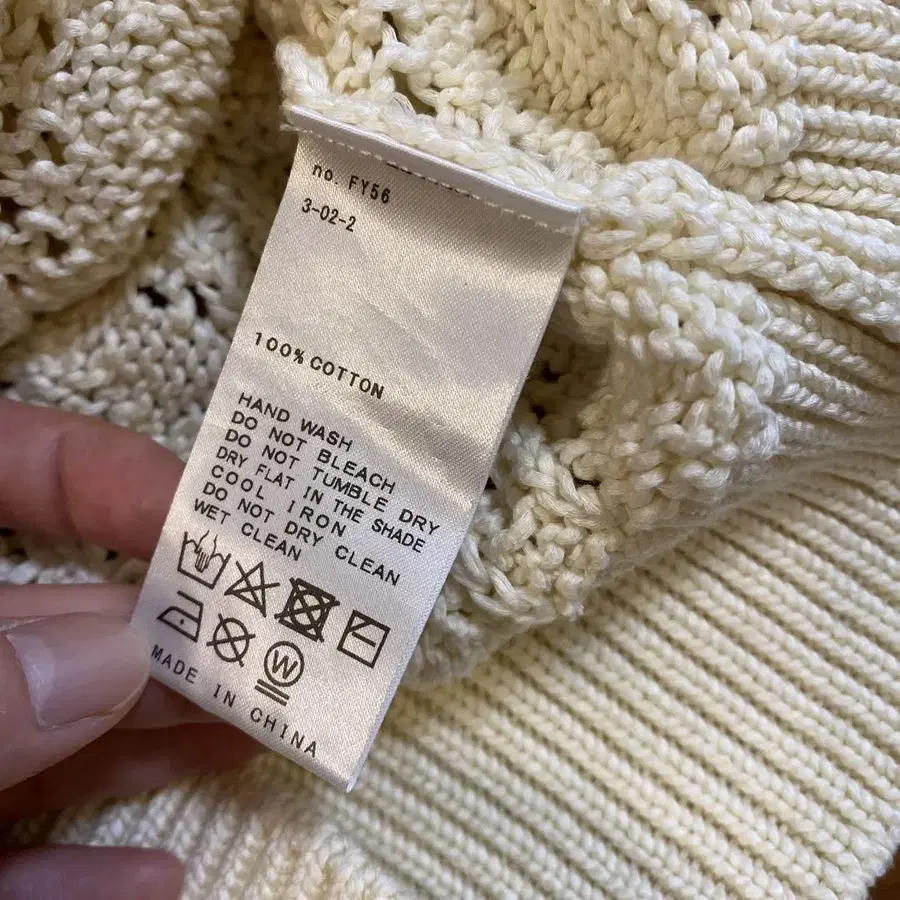 no. FY56
3-02-2
100% COTTON
HAND WASH
DO NOT BLEACH
DO NOT TUMBLE DRY
DRY FLAT IN THE SHADE
COOL IRON
DO NOT DRY CLEAN
WET CLEAN
W
MADE IN CHINA